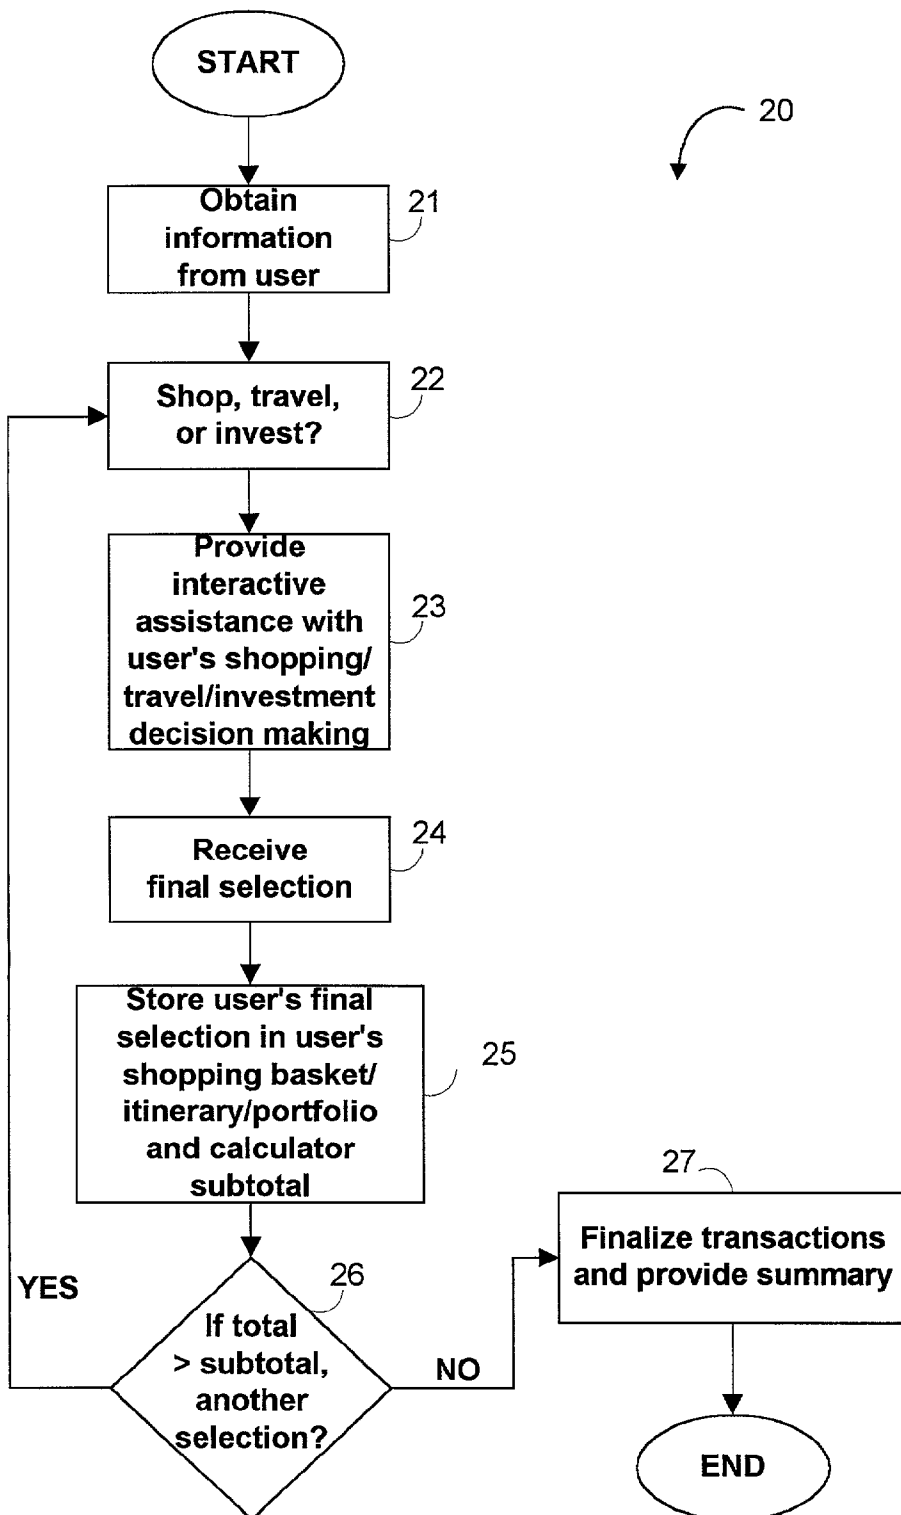 START
20
Obtain
information
from user
21
Shop, travel,
or invest?
22
Provide
interactive
assistance with
user's shopping/
travel/investment
decision making
23
Receive
final selection
24
Store user's final
selection in user's
shopping basket/
itinerary/portfolio
and calculator
subtotal
25
If total
> subtotal,
another
selection?
26
YES
NO
27
Finalize transactions
and provide summary
END